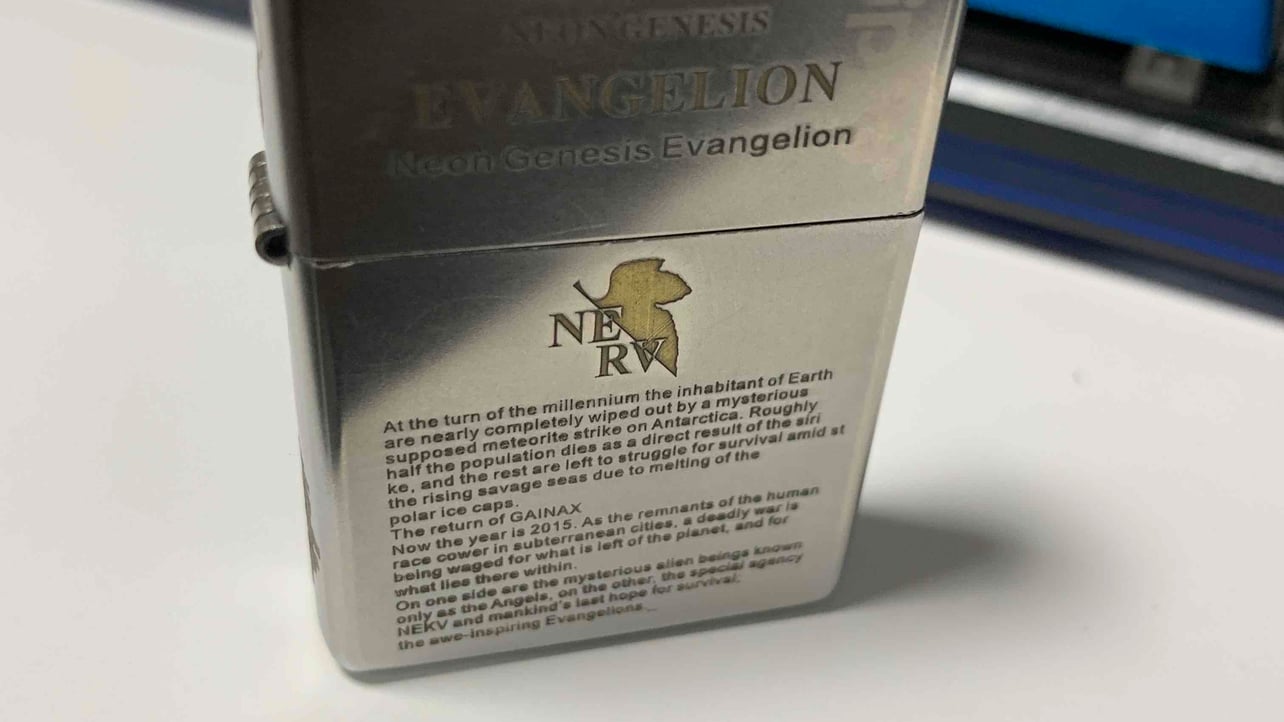 NEON GENESIS
EVANGELION
Neon Genesis Evangelion
NE
RV
At the turn of the millennium the inhabitant of Earth
are nearly completely wiped out by a mysterious
supposed meteorite strike on Antarctica. Roughly
half the population dies as a direct result of the siri
ke, and the rest are left to struggle for survival amid st
the rising savage seas due to melting of the
polar ice caps.
The return of GAINAX
Now the year is 2015. As the remnants of the human
race cower in subterranean cities, a deadly war is
being waged for what is left of the planet, and for
what lies there within.
On one side are the mysterious alien beings known
only as the Angels, on the other, the special agency
NEKV and mankind's last hope for survival;
the awe-inspiring Evangelions...